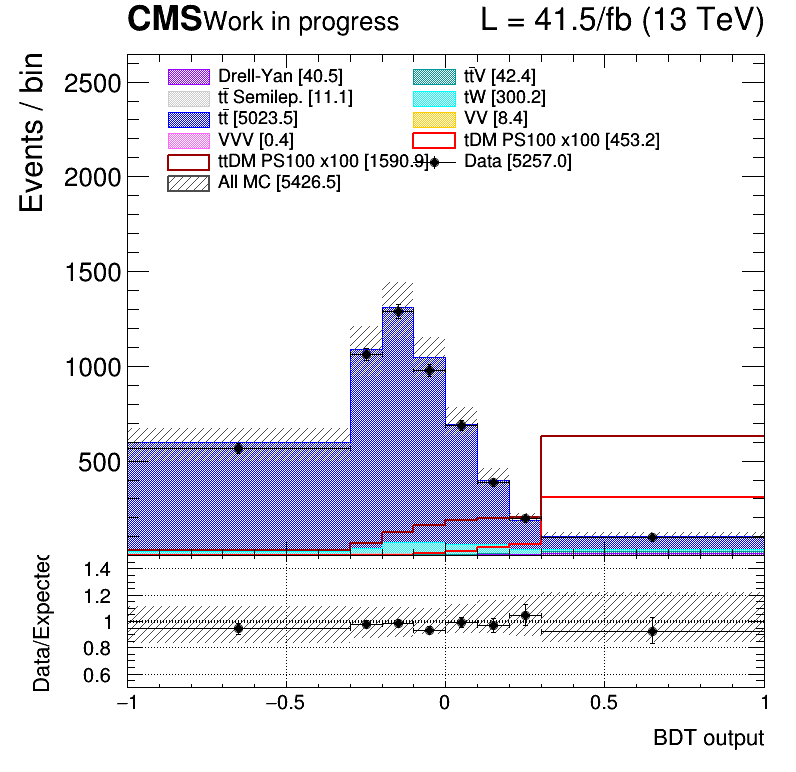 CMS Work in progress L = 41.5/fb (13 TeV)
Events / bin
2500
2000
1500
1000
500
Drell-Yan [40.5] tt̄V [42.4]
tt̄ Semilep. [11.1] tW [300.2]
tt̄ [5023.5] VV [8.4]
VVV [0.4] tDM PS100 x100 [453.2]
ttDM PS100 x100 [1590.9] Data [5257.0]
All MC [5426.5]
Data/Expected
1.4
1.2
1
0.8
0.6
−1 −0.5 0 0.5 1
BDT output